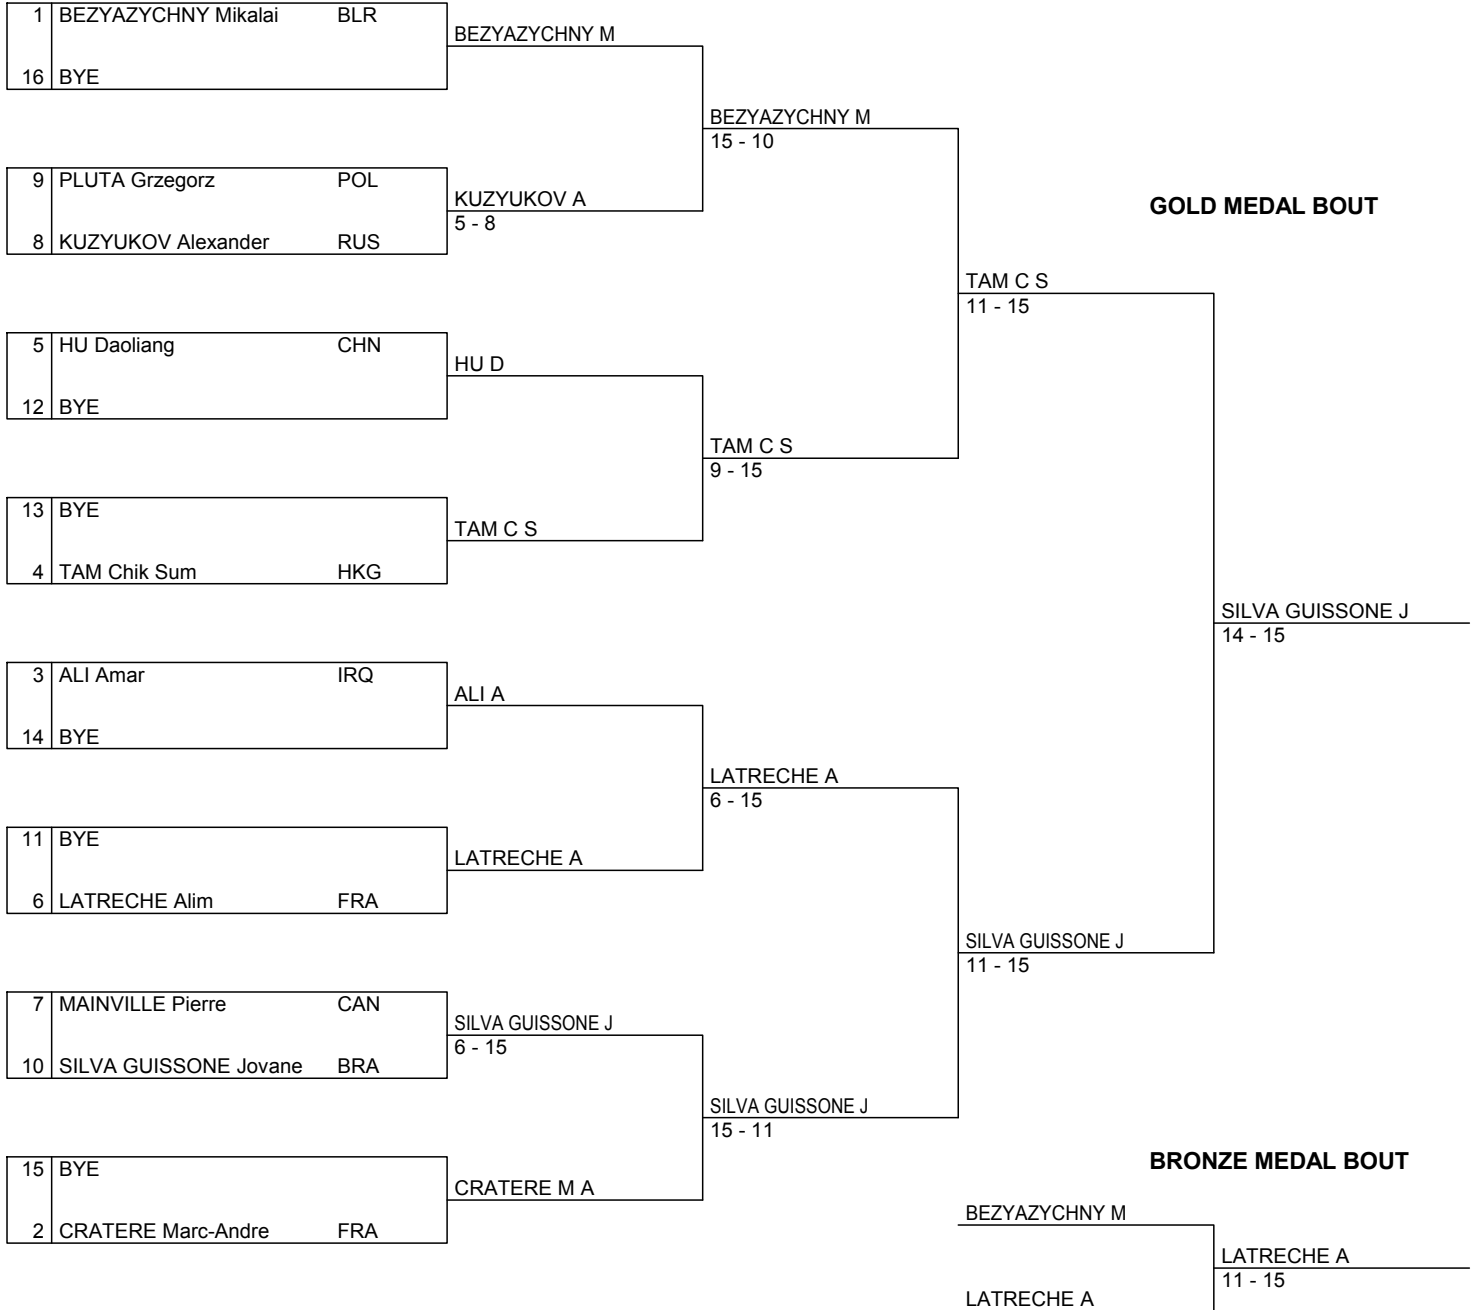 1 BEZYAZYCHNY Mikalai BLR
16 BYE
9 PLUTA Grzegorz POL
8 KUZYUKOV Alexander RUS
5 HU Daoliang CHN
12 BYE
13 BYE
4 TAM Chik Sum HKG
3 ALI Amar IRQ
14 BYE
11 BYE
6 LATRECHE Alim FRA
7 MAINVILLE Pierre CAN
10 SILVA GUISSONE Jovane BRA
15 BYE
2 CRATERE Marc-Andre FRA
BEZYAZYCHNY M
KUZYUKOV A
5 - 8
HU D
TAM C S
ALI A
LATRECHE A
SILVA GUISSONE J
6 - 15
CRATERE M A
BEZYAZYCHNY M
15 - 10
TAM C S
9 - 15
LATRECHE A
6 - 15
SILVA GUISSONE J
15 - 11
GOLD MEDAL BOUT
TAM C S
11 - 15
SILVA GUISSONE J
11 - 15
SILVA GUISSONE J
14 - 15
BRONZE MEDAL BOUT
BEZYAZYCHNY M
LATRECHE A
LATRECHE A
11 - 15